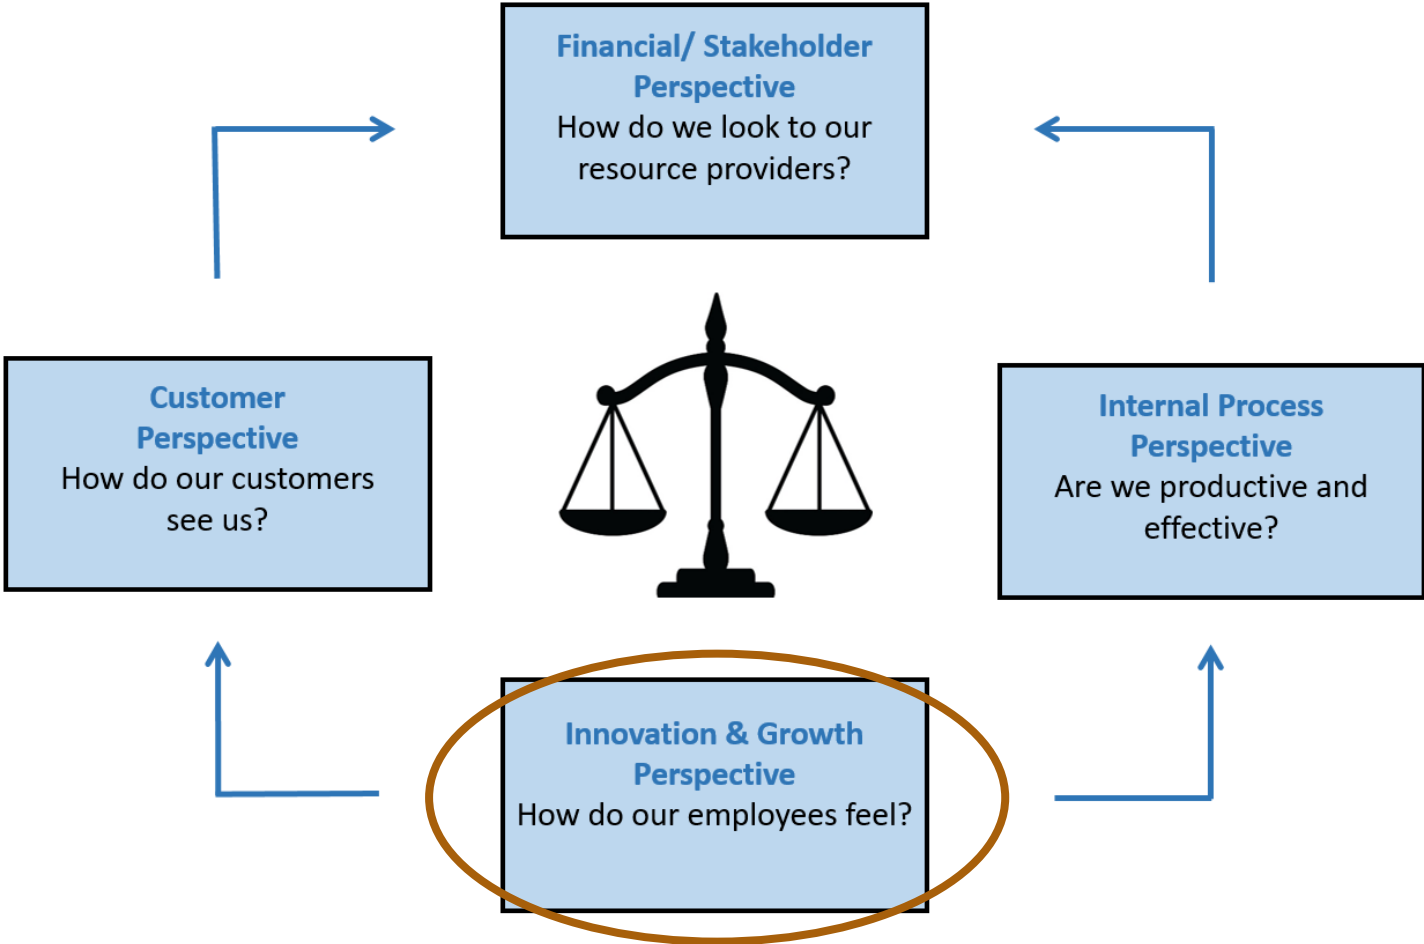 Financial/ Stakeholder
Perspective
How do we look to our
resource providers?
Customer
Perspective
How do our customers
see us?
Internal Process
Perspective
Are we productive and
effective?
Innovation & Growth
Perspective
How do our employees feel?